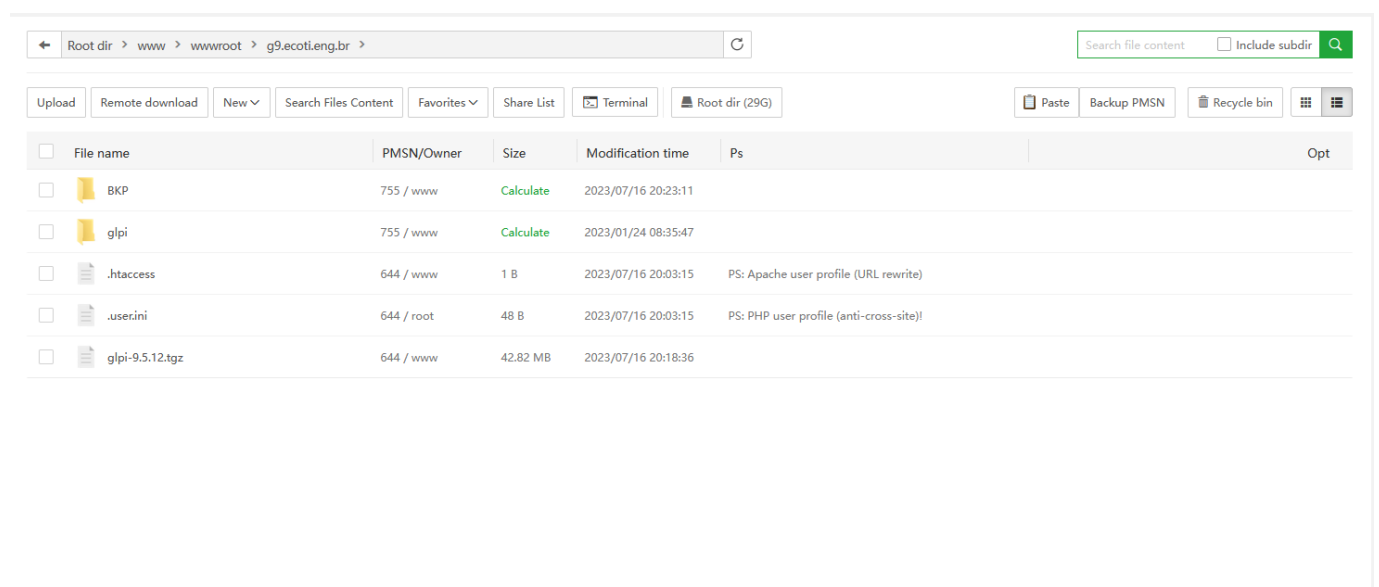 Root dir > www > wwwroot > g9.ecoti.eng.br > Search file content Include subdir
Upload Remote download New Search Files Content Favorites Share List Terminal Root dir (29G) Paste Backup PMSN Recycle bin
File name PMSN/Owner Size Modification time Ps Opt
BKP 755 / www Calculate 2023/07/16 20:23:11
glpi 755 / www Calculate 2023/01/24 08:35:47
.htaccess 644 / www 1 B 2023/07/16 20:03:15 PS: Apache user profile (URL rewrite)
.user.ini 644 / root 48 B 2023/07/16 20:03:15 PS: PHP user profile (anti-cross-site)!
glpi-9.5.12.tgz 644 / www 42.82 MB 2023/07/16 20:18:36